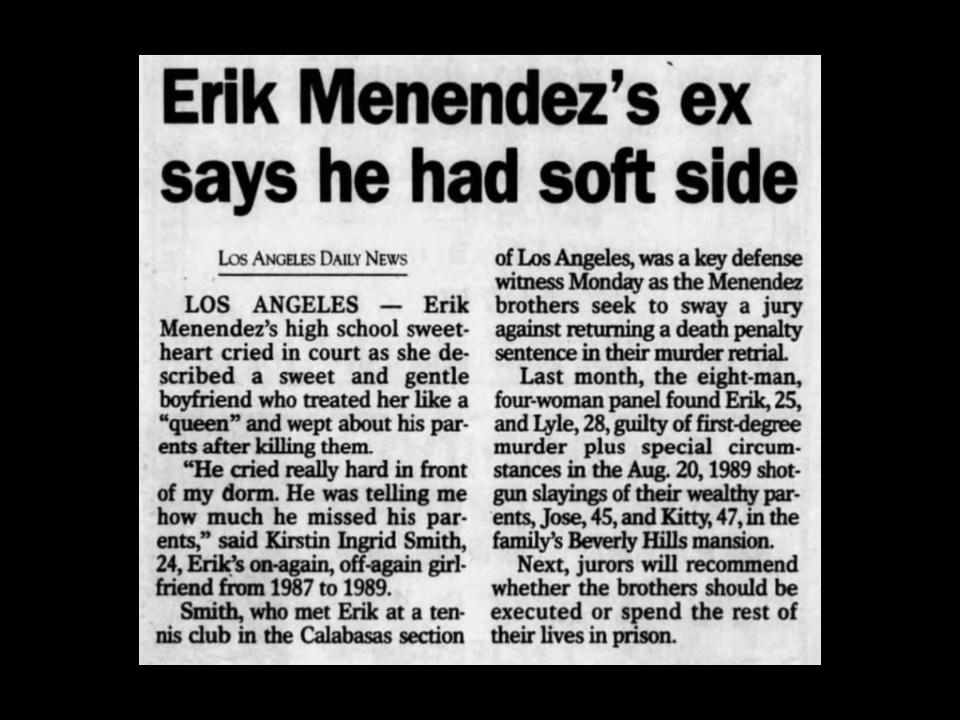 Erik Menendez's ex
says he had soft side
LOS ANGELES DAILY NEWS
LOS ANGELES — Erik
Menendez's high school sweet-
heart cried in court as she de-
scribed a sweet and gentle
boyfriend who treated her like a
“queen” and wept about his par-
ents after killing them.
“He cried really hard in front
of my dorm. He was telling me
how much he missed his par-
ents,” said Kirstin Ingrid Smith,
24, Erik's on-again, off-again girl-
friend from 1987 to 1989.
Smith, who met Erik at a ten-
nis club in the Calabasas section
of Los Angeles, was a key defense
witness Monday as the Menendez
brothers seek to sway a jury
against returning a death penalty
sentence in their murder retrial.
Last month, the eight-man,
four-woman panel found Erik, 25,
and Lyle, 28, guilty of first-degree
murder plus special circum-
stances in the Aug. 20, 1989 shot-
gun slayings of their wealthy par-
ents, Jose, 45, and Kitty, 47, in the
family's Beverly Hills mansion.
Next, jurors will recommend
whether the brothers should be
executed or spend the rest of
their lives in prison.